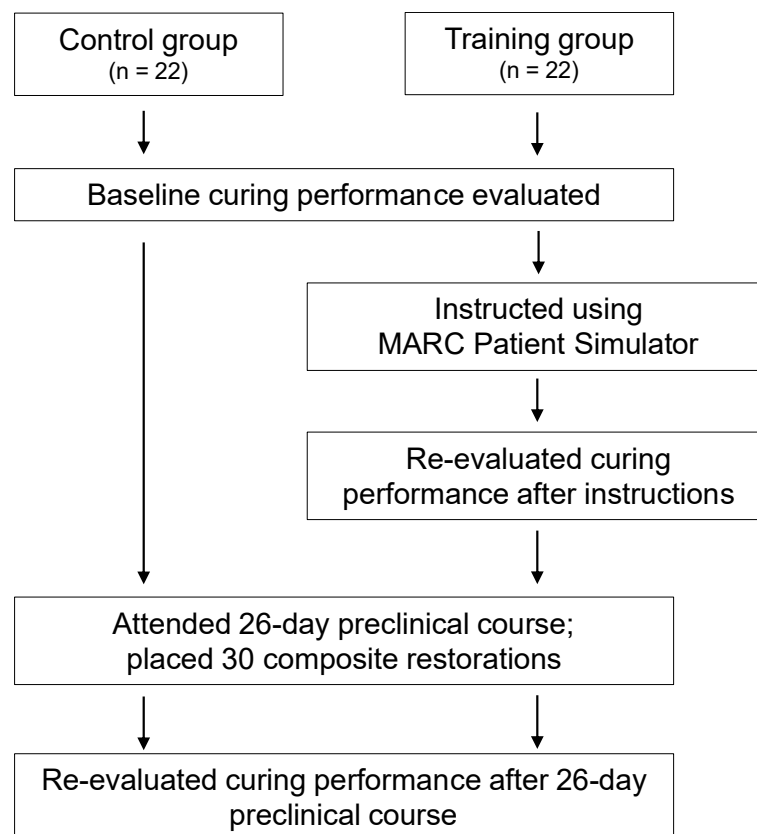 Control group
(n = 22)
Training group
(n = 22)
Baseline curing performance evaluated
Instructed using
MARC Patient Simulator
Re-evaluated curing
performance after instructions
Attended 26-day preclinical course;
placed 30 composite restorations
Re-evaluated curing performance after 26-day
preclinical course